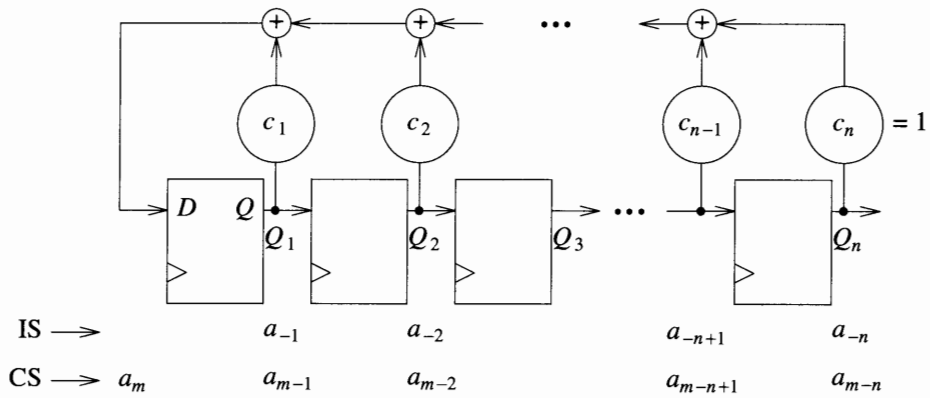 + + ••• +
c₁ c₂ cₙ₋₁ cₙ = 1
D Q •••
Q₁ Q₂ Q₃ Qₙ
IS a₋₁ a₋₂ a₋ₙ₊₁ a₋ₙ
CS aₘ aₘ₋₁ aₘ₋₂ aₘ₋ₙ₊₁ aₘ₋ₙ